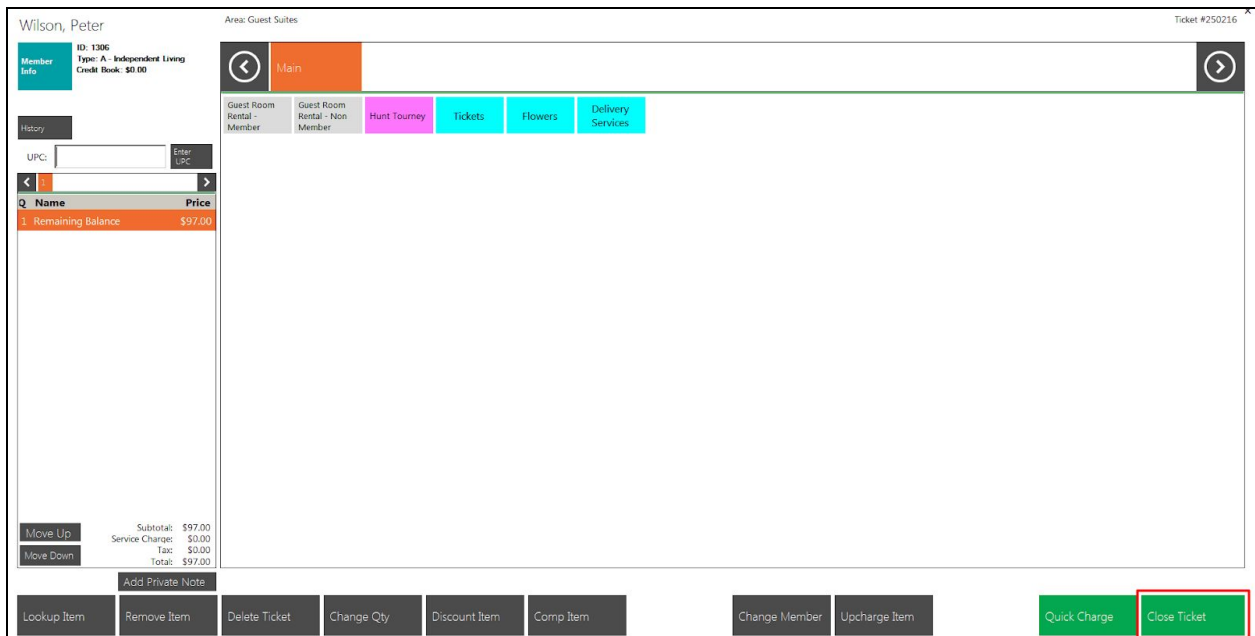 Wilson, Peter
Area: Guest Suites
Ticket #250216
x
Member
Info
ID: 1306
Type: A - Independent Living
Credit Book: $0.00
Main
Guest Room
Rental -
Member
Guest Room
Rental - Non
Member
Hunt Tourney
Tickets
Flowers
Delivery
Services
History
UPC:
Enter
UPC
1
Q Name Price
1 Remaining Balance $97.00
Move Up
Move Down
Subtotal: $97.00
Service Charge: $0.00
Tax: $0.00
Total: $97.00
Add Private Note
Lookup Item
Remove Item
Delete Ticket
Change Qty
Discount Item
Comp Item
Change Member
Upcharge Item
Quick Charge
Close Ticket